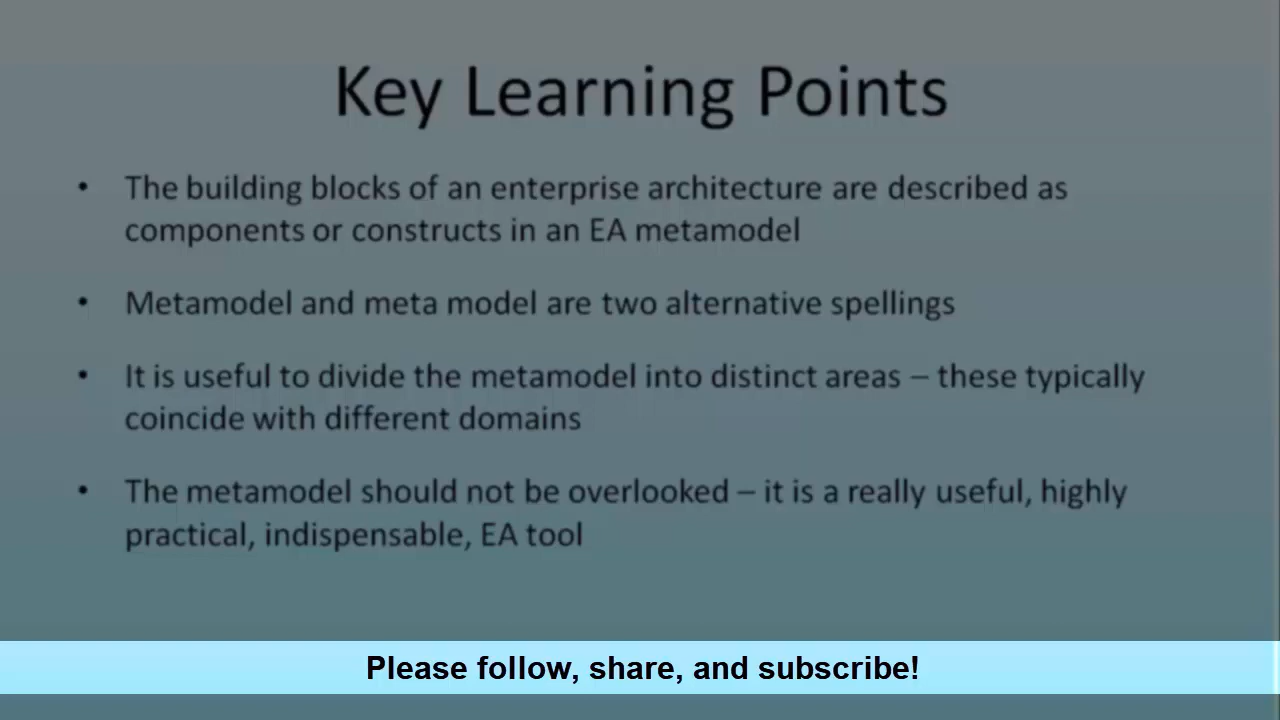 Key Learning Points
• The building blocks of an enterprise architecture are described as
components or constructs in an EA metamodel
• Metamodel and meta model are two alternative spellings
• It is useful to divide the metamodel into distinct areas – these typically
coincide with different domains
• The metamodel should not be overlooked – it is a really useful, highly
practical, indispensable, EA tool
Please follow, share, and subscribe!